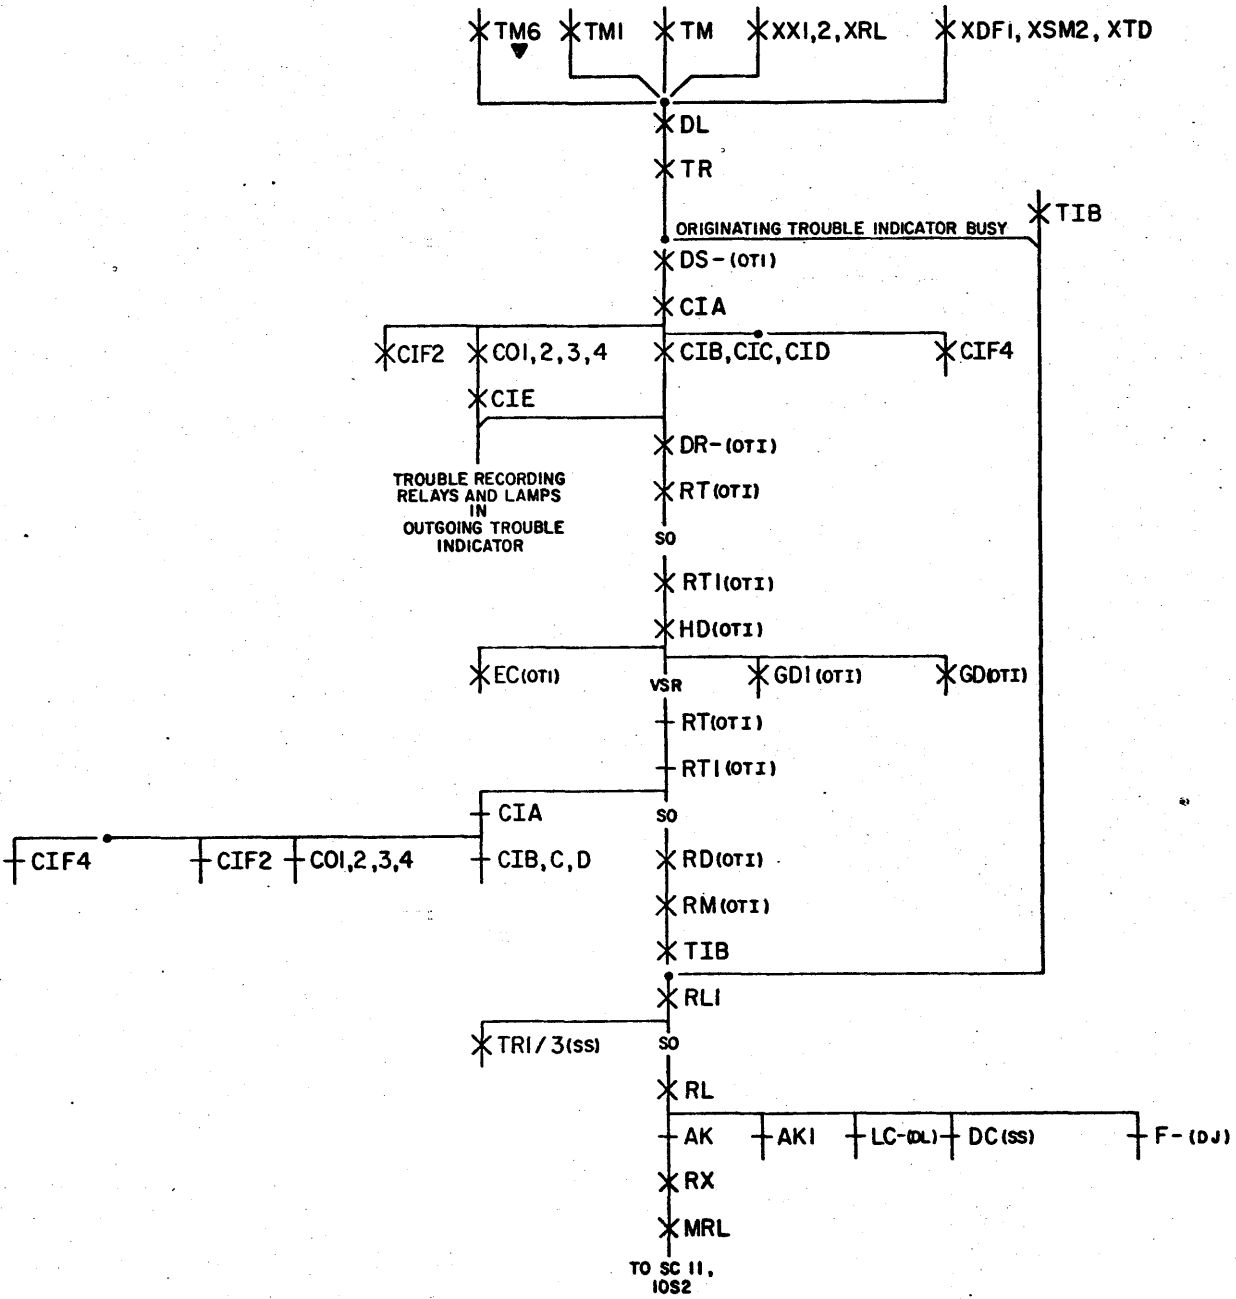 TM6 TM1 TM XX1,2,XRL XDF1, XSM2, XTD
DL
TR
TIB
ORIGINATING TROUBLE INDICATOR BUSY
DS-(OTI)
CIA
CIF2 CO1,2,3,4 CIB,CIC,CID CIF4
CIE
DR-(OTI)
TROUBLE RECORDING
RELAYS AND LAMPS
IN
OUTGOING TROUBLE
INDICATOR
RT(OTI)
SO
RT1(OTI)
HD(OTI)
EC(OTI) VSR GD1(OTI) GD(OTI)
RT(OTI)
RT1(OTI)
CIA SO
CIF4 CIF2 CO1,2,3,4 CIB,C,D RD(OTI)
RM(OTI)
TIB
RL1
TR1/3(SS) SO
RL
AK AK1 LC-(DL) DC(SS) F-(DJ)
RX
MRL
TO SC 11,
10S2